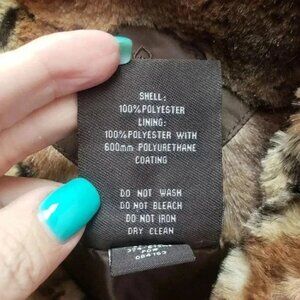 SHELL:
100%POLYESTER
LINING:
100%POLYESTER WITH
600mm POLYURETHANE
COATING
DO NOT WASH
DO NOT BLEACH
DO NOT IRON
DRY CLEAN